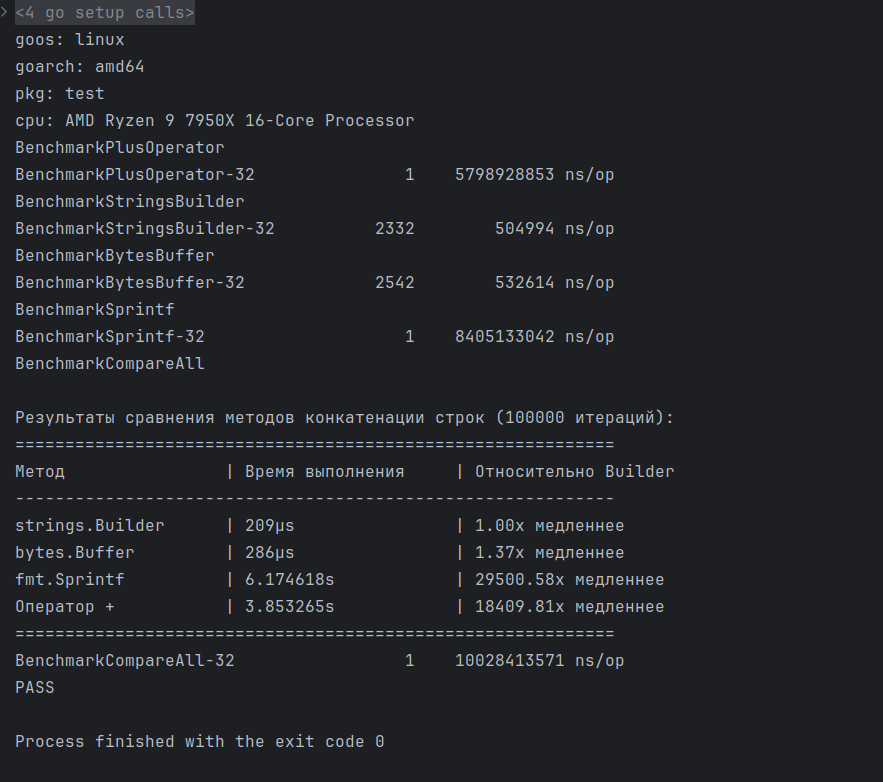 <4 go setup calls>
goos: linux
goarch: amd64
pkg: test
cpu: AMD Ryzen 9 7950X 16-Core Processor
BenchmarkPlusOperator
BenchmarkPlusOperator-32               1    5798928853 ns/op
BenchmarkStringsBuilder
BenchmarkStringsBuilder-32          2332        504994 ns/op
BenchmarkBytesBuffer
BenchmarkBytesBuffer-32             2542        532614 ns/op
BenchmarkSprintf
BenchmarkSprintf-32                    1    8405133042 ns/op
BenchmarkCompareAll
Результаты сравнения методов конкатенации строк (100000 итераций):
============================================================
Метод                | Время выполнения     | Относительно Builder
------------------------------------------------------------
strings.Builder      | 209µs                | 1.00x медленнее
bytes.Buffer         | 286µs                | 1.37x медленнее
fmt.Sprintf          | 6.174618s            | 29500.58x медленнее
Оператор +           | 3.853265s            | 18409.81x медленнее
============================================================
BenchmarkCompareAll-32                 1    10028413571 ns/op
PASS
Process finished with the exit code 0